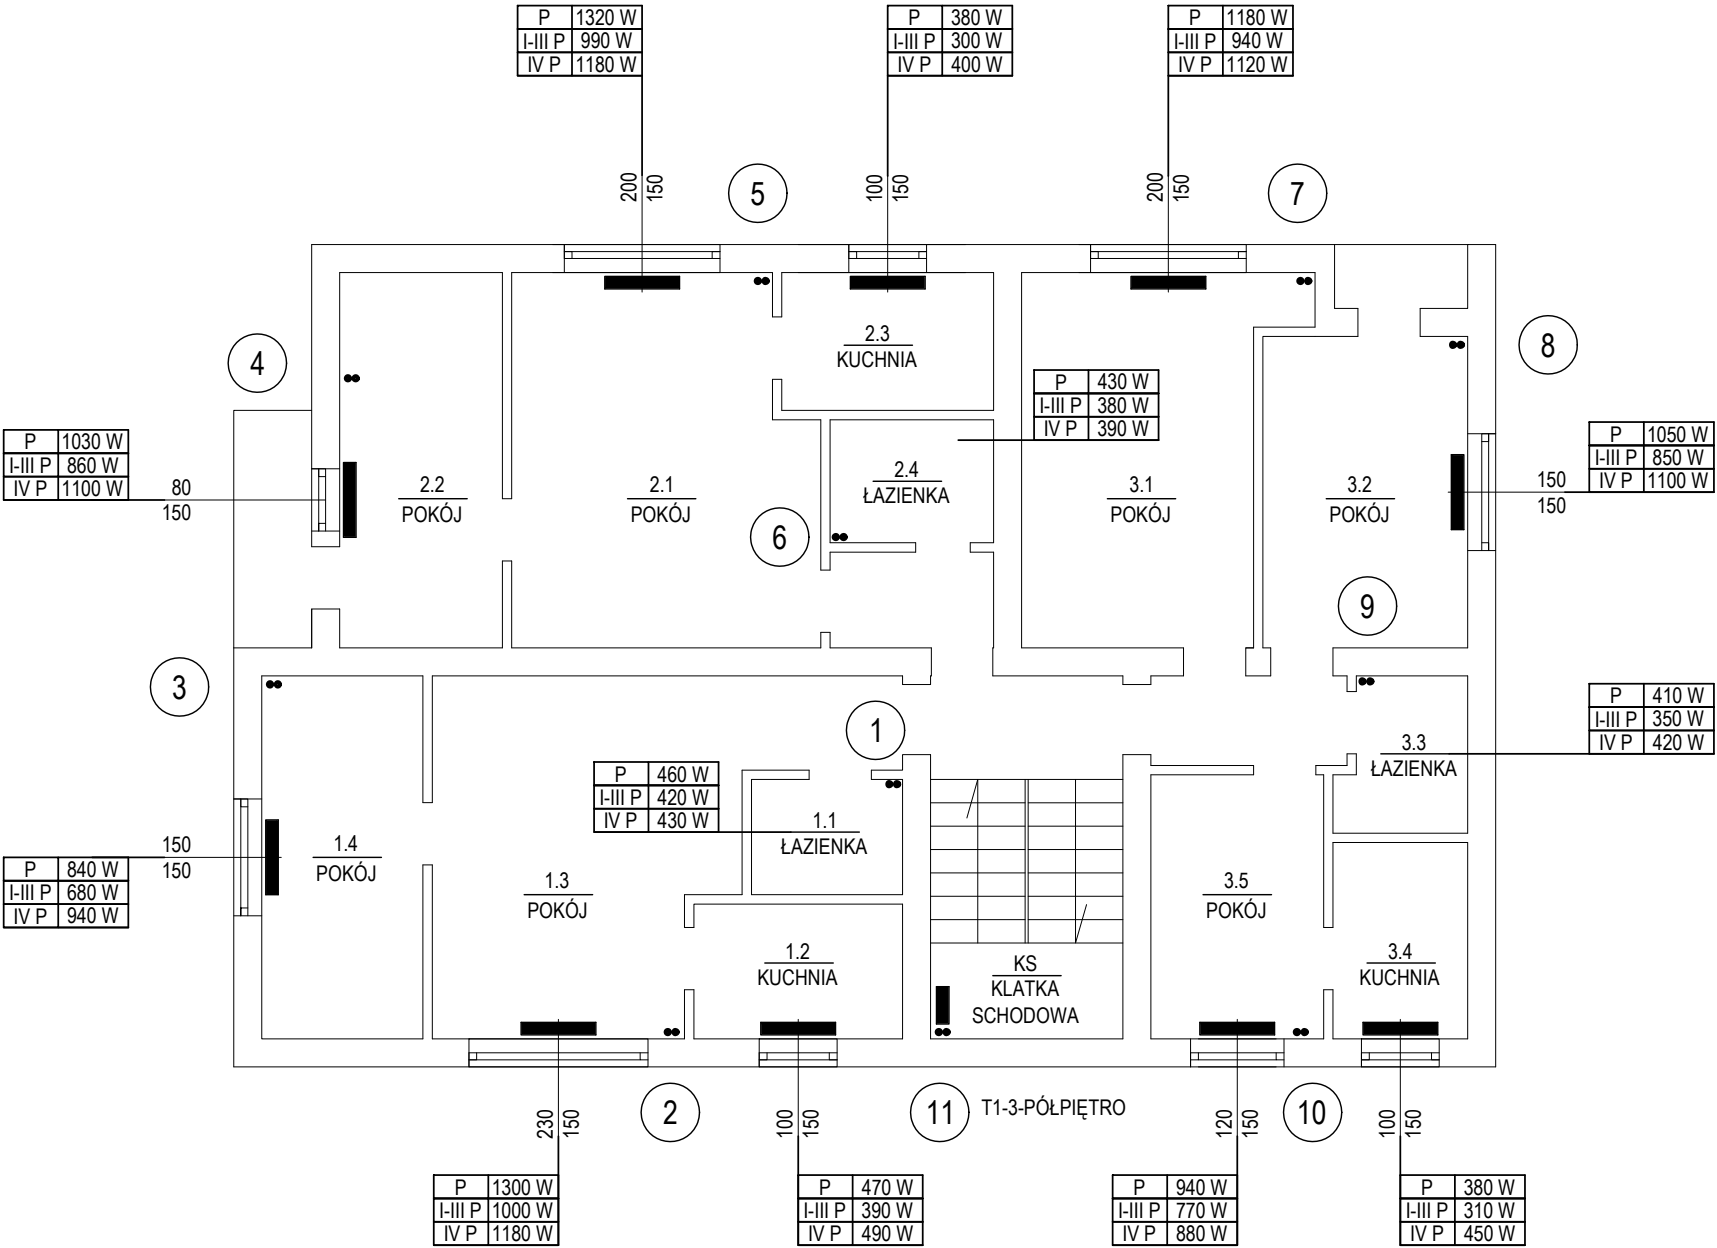 P 1320 W
I-III P 990 W
IV P 1180 W
P 380 W
I-III P 300 W
IV P 400 W
P 1180 W
I-III P 940 W
IV P 1120 W
200
150
5
100
150
200
150
7
2.3
KUCHNIA
4
8
P 430 W
I-III P 380 W
IV P 390 W
P 1030 W
I-III P 860 W
IV P 1100 W
80
150
2.2
POKÓJ
2.1
POKÓJ
2.4
ŁAZIENKA
3.1
POKÓJ
3.2
POKÓJ
150
150
P 1050 W
I-III P 850 W
IV P 1100 W
6
9
3
1
P 410 W
I-III P 350 W
IV P 420 W
3.3
ŁAZIENKA
P 460 W
I-III P 420 W
IV P 430 W
1.1
ŁAZIENKA
150
150
P 840 W
I-III P 680 W
IV P 940 W
1.4
POKÓJ
1.3
POKÓJ
3.5
POKÓJ
1.2
KUCHNIA
KS
KLATKA
SCHODOWA
3.4
KUCHNIA
230
150
2
100
150
11
T1-3-PÓŁPIĘTRO
120
150
10
100
150
P 1300 W
I-III P 1000 W
IV P 1180 W
P 470 W
I-III P 390 W
IV P 490 W
P 940 W
I-III P 770 W
IV P 880 W
P 380 W
I-III P 310 W
IV P 450 W